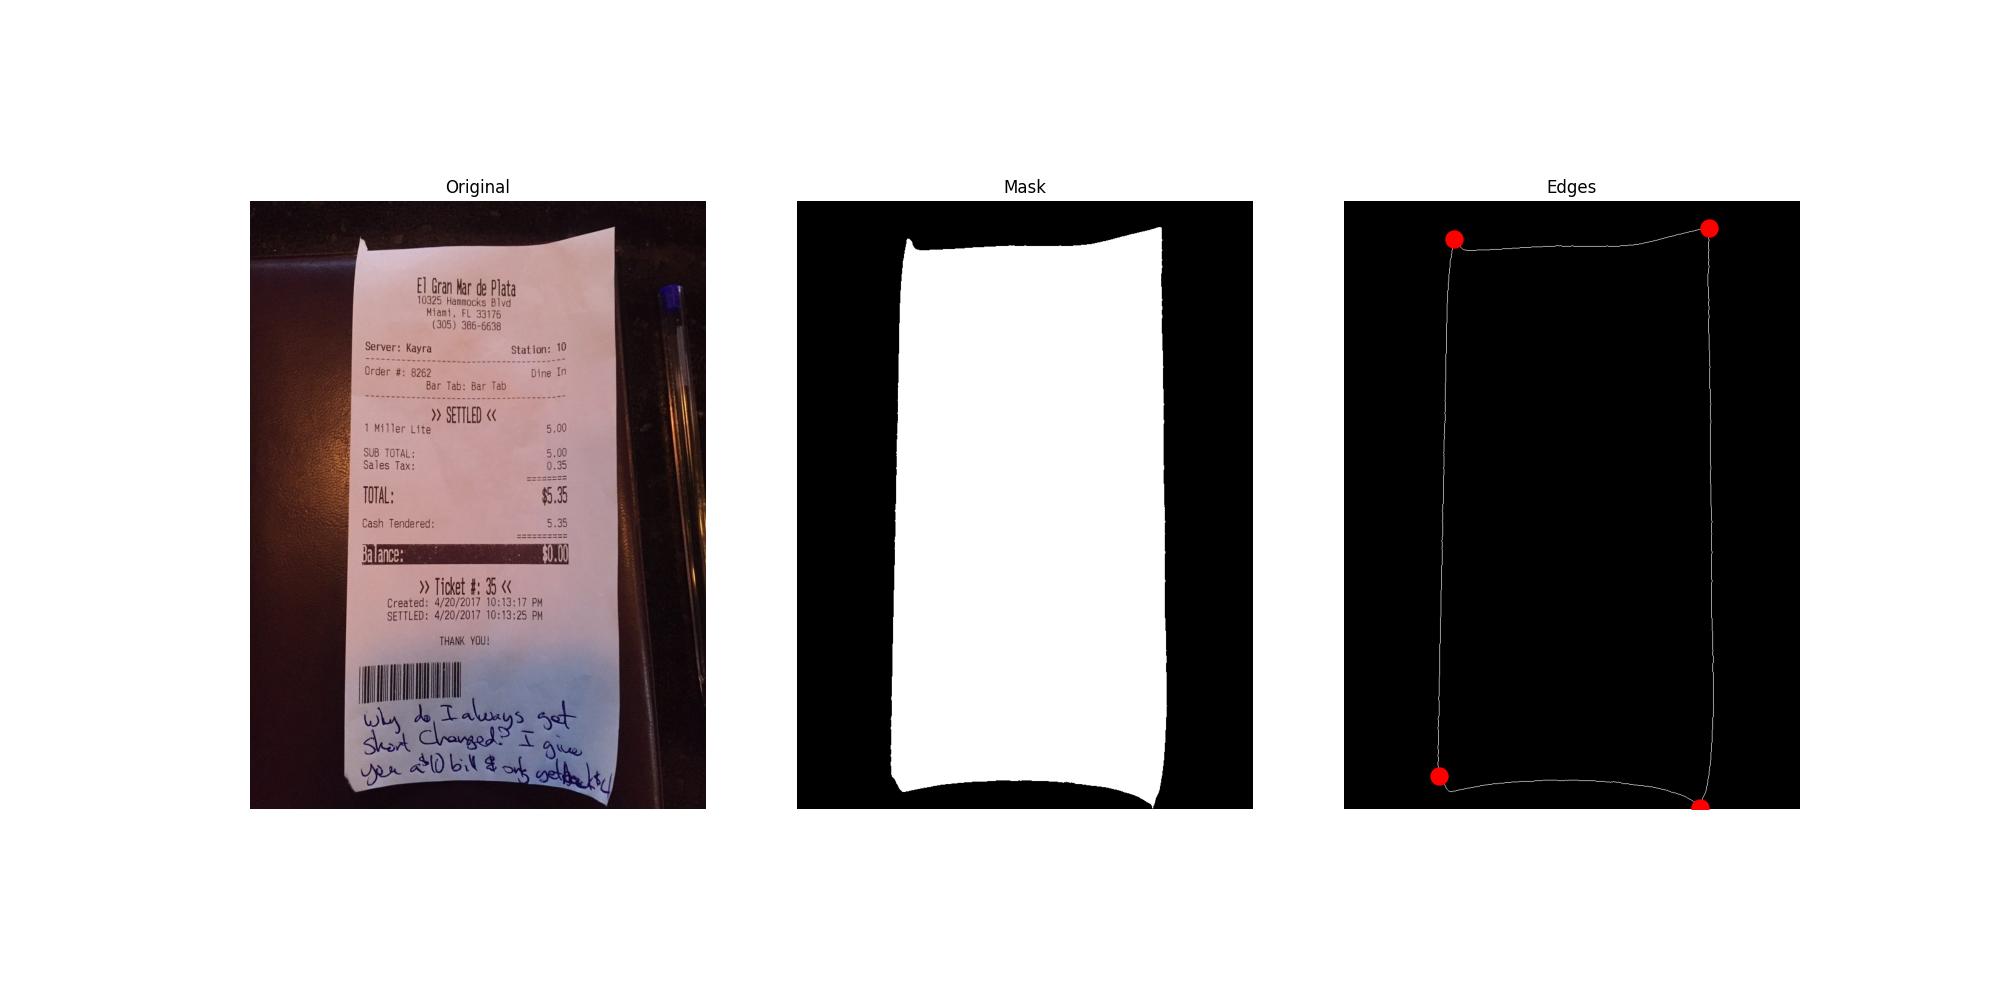 Original
El Gran Mar de Plata
10325 Hammocks Blvd
Miami, FL 33176
(305) 386-6638
Server: Kayra Station: 10
Order #: 8262 Dine In
Bar Tab: Bar Tab
>> SETTLED <<
1 Miller Lite 5.00
SUB TOTAL: 5.00
Sales Tax: 0.35
========
TOTAL: $5.35
Cash Tendered: 5.35
==========
Balance: $0.00
>> Ticket #: 35 <<
Created: 4/20/2017 10:13:17 PM
SETTLED: 4/20/2017 10:13:25 PM
THANK YOU!
Why do I always get
Short Changed? I give
you a $10 bill & only get back $4
Mask
Edges